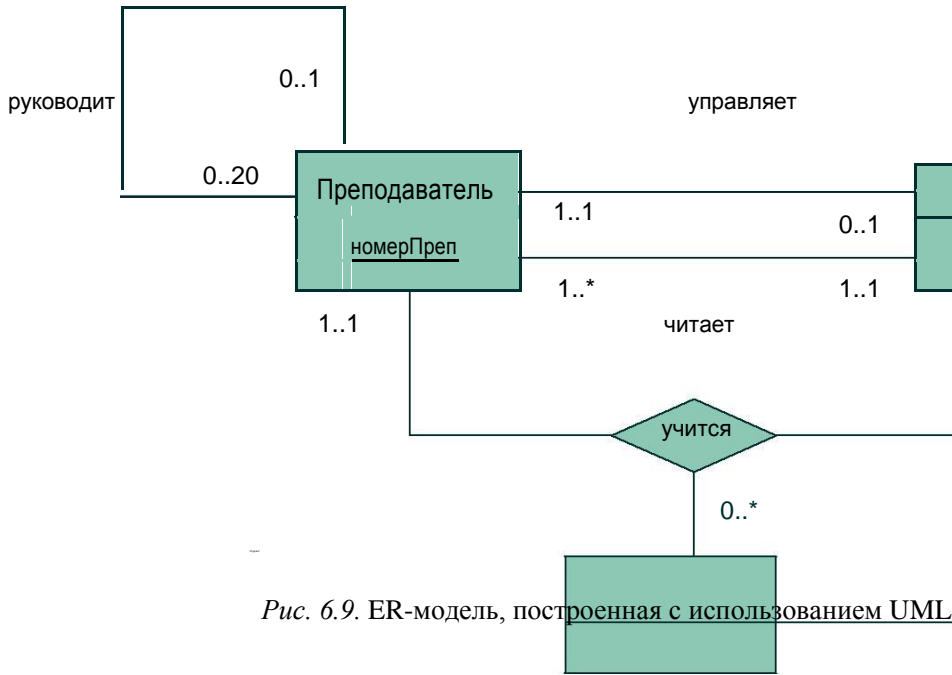 0..1
руководит
управляет
0..20
Преподаватель
1..1
0..1
номерПреп
1..*
1..1
1..1
читает
учится
0..*
Рис. 6.9. ER-модель, построенная с использованием UML